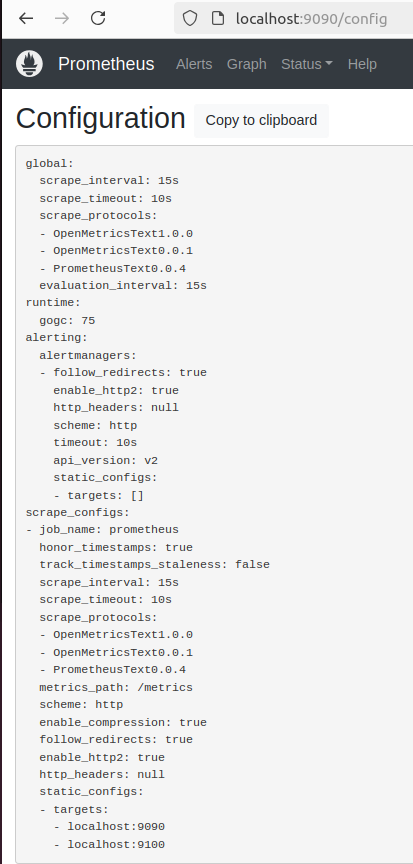 localhost:9090/config
Prometheus Alerts Graph Status Help
Configuration Copy to clipboard
global:
  scrape_interval: 15s
  scrape_timeout: 10s
  scrape_protocols:
  - OpenMetricsText1.0.0
  - OpenMetricsText0.0.1
  - PrometheusText0.0.4
  evaluation_interval: 15s
runtime:
  gogc: 75
alerting:
  alertmanagers:
  - follow_redirects: true
    enable_http2: true
    http_headers: null
    scheme: http
    timeout: 10s
    api_version: v2
    static_configs:
    - targets: []
scrape_configs:
- job_name: prometheus
  honor_timestamps: true
  track_timestamps_staleness: false
  scrape_interval: 15s
  scrape_timeout: 10s
  scrape_protocols:
  - OpenMetricsText1.0.0
  - OpenMetricsText0.0.1
  - PrometheusText0.0.4
  metrics_path: /metrics
  scheme: http
  enable_compression: true
  follow_redirects: true
  enable_http2: true
  http_headers: null
  static_configs:
  - targets:
    - localhost:9090
    - localhost:9100